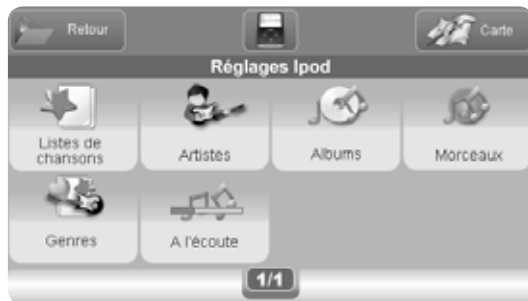 Retour
Carte
Réglages Ipod
Listes de
chansons
Artistes
Albums
Morceaux
Genres
A l'écoute
1/1